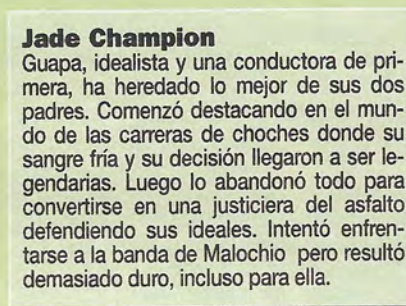 Jade Champion
Guapa, idealista y una conductora de pri-
mera, ha heredado lo mejor de sus dos
padres. Comenzó destacando en el mun-
do de las carreras de choches donde su
sangre fría y su decisión llegaron a ser le-
gendarias. Luego lo abandonó todo para
convertirse en una justiciera del asfalto
defendiendo sus ideales. Intentó enfren-
tarse a la banda de Malochio pero resultó
demasiado duro, incluso para ella.